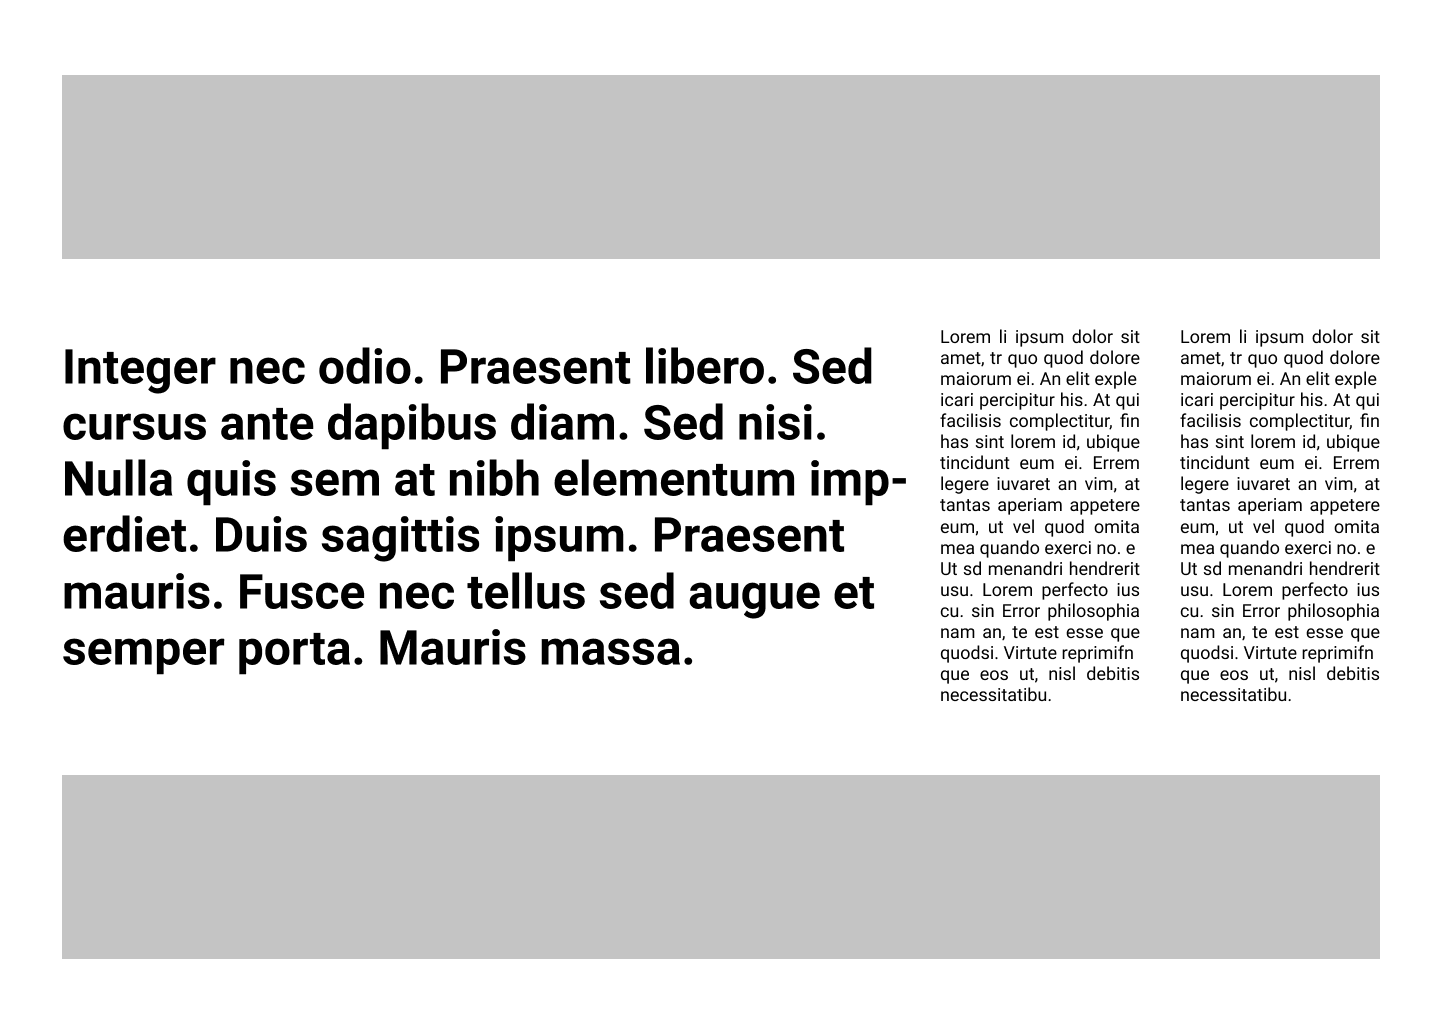 Integer nec odio. Praesent libero. Sed
cursus ante dapibus diam. Sed nisi.
Nulla quis sem at nibh elementum imp-
erdiet. Duis sagittis ipsum. Praesent
mauris. Fusce nec tellus sed augue et
semper porta. Mauris massa.
Lorem li ipsum dolor sit
amet, tr quo quod dolore
maiorum ei. An elit exple
icari percipitur his. At qui
facilisis complectitur, fin
has sint lorem id, ubique
tincidunt eum ei. Errem
legere iuvaret an vim, at
tantas aperiam appetere
eum, ut vel quod omita
mea quando exerci no. e
Ut sd menandri hendrerit
usu. Lorem perfecto ius
cu. sin Error philosophia
nam an, te est esse que
quodsi. Virtute reprimifn
que eos ut, nisl debitis
necessitatibu.
Lorem li ipsum dolor sit
amet, tr quo quod dolore
maiorum ei. An elit exple
icari percipitur his. At qui
facilisis complectitur, fin
has sint lorem id, ubique
tincidunt eum ei. Errem
legere iuvaret an vim, at
tantas aperiam appetere
eum, ut vel quod omita
mea quando exerci no. e
Ut sd menandri hendrerit
usu. Lorem perfecto ius
cu. sin Error philosophia
nam an, te est esse que
quodsi. Virtute reprimifn
que eos ut, nisl debitis
necessitatibu.